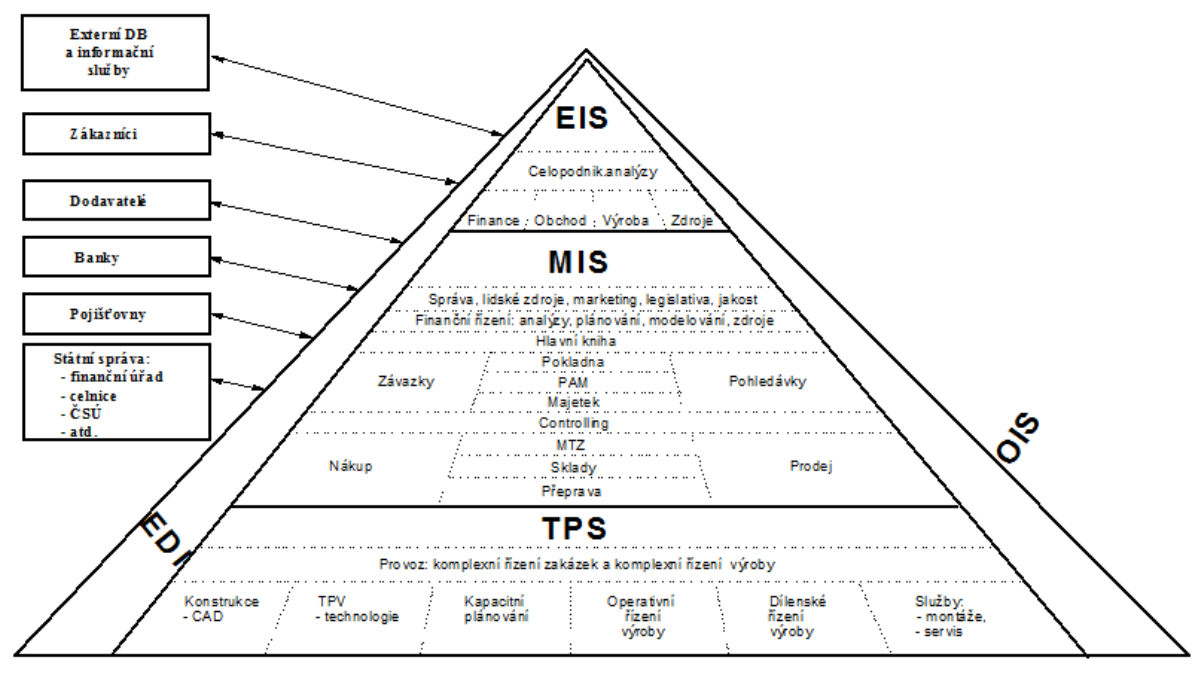 Externí DB
a informační
služby
Zákazníci
Dodavatelé
Banky
Pojišťovny
Státní správa:
- finanční úřad
- celnice
- ČSÚ
- atd.
EIS
Celopodnik.analýzy
Finance
Obchod
Výroba
Zdroje
MIS
Správa, lidské zdroje, marketing, legislativa, jakost
Finanční řízení: analýzy, plánování, modelování, zdroje
Hlavní kniha
Závazky
Pokladna
PAM
Majetek
Pohledávky
Controlling
Nákup
MTZ
Sklady
Přeprava
Prodej
TPS
Provoz: komplexní řízení zakázek a komplexní řízení výroby
Konstrukce
- CAD
TPV
- technologie
Kapacitní
plánování
Operativní
řízení
výroby
Dílenské
řízení
výroby
Služby:
- montáže,
- servis
EDI
OIS